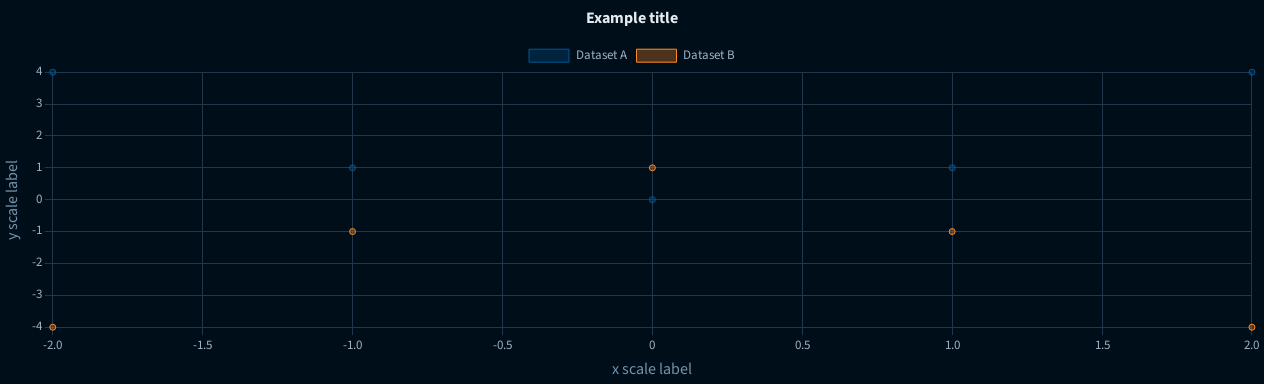 Example title
Dataset A Dataset B
y scale label
4
3
2
1
0
-1
-2
-3
-4
-2.0 -1.5 -1.0 -0.5 0 0.5 1.0 1.5 2.0
x scale label